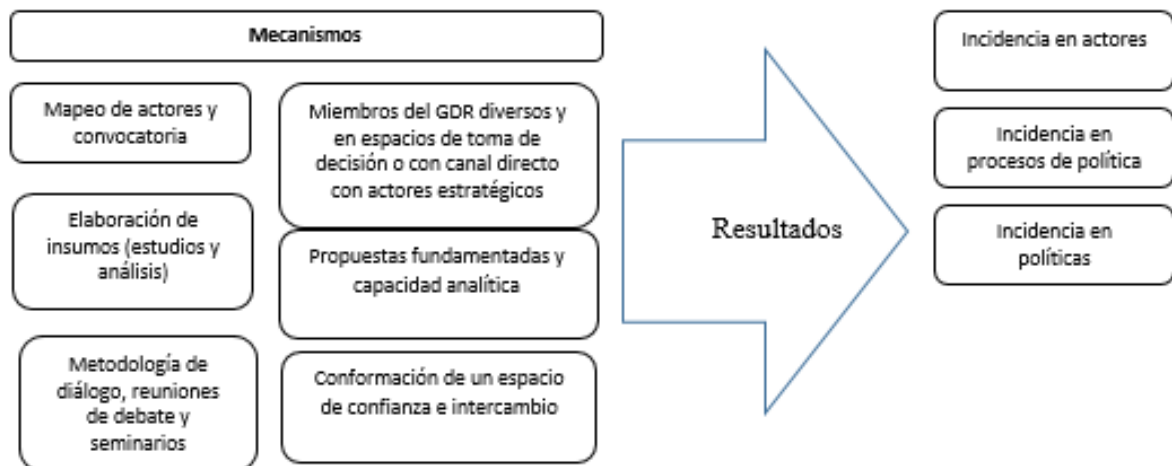 Mecanismos
Mapeo de actores y
convocatoria
Elaboración de
insumos (estudios y
análisis)
Metodología de
diálogo, reuniones
de debate y
seminarios
Miembros del GDR diversos y
en espacios de toma de
decisión o con canal directo
con actores estratégicos
Propuestas fundamentadas y
capacidad analítica
Conformación de un espacio
de confianza e intercambio
Resultados
Incidencia en actores
Incidencia en
procesos de política
Incidencia en
políticas